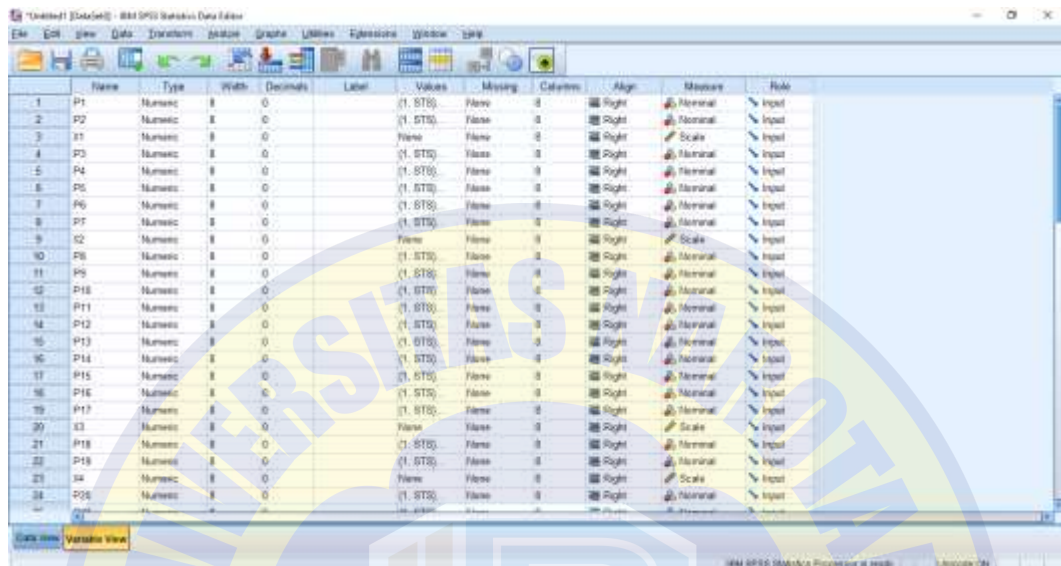 *Untitled1 [DataSet0] - IBM SPSS Statistics Data Editor
File Edit View Data Transform Analyze Graphs Utilities Extensions Window Help
Name Type Width Decimals Label Values Missing Columns Align Measure Role
1 P1 Numeric 8 0 {1, STS}... None 8 Right Nominal Input
2 P2 Numeric 8 0 {1, STS}... None 8 Right Nominal Input
3 X1 Numeric 8 0 None None 8 Right Scale Input
4 P3 Numeric 8 0 {1, STS}... None 8 Right Nominal Input
5 P4 Numeric 8 0 {1, STS}... None 8 Right Nominal Input
6 P5 Numeric 8 0 {1, STS}... None 8 Right Nominal Input
7 P6 Numeric 8 0 {1, STS}... None 8 Right Nominal Input
8 P7 Numeric 8 0 {1, STS}... None 8 Right Nominal Input
9 X2 Numeric 8 0 None None 8 Right Scale Input
10 P8 Numeric 8 0 {1, STS}... None 8 Right Nominal Input
11 P9 Numeric 8 0 {1, STS}... None 8 Right Nominal Input
12 P10 Numeric 8 0 {1, STS}... None 8 Right Nominal Input
13 P11 Numeric 8 0 {1, STS}... None 8 Right Nominal Input
14 P12 Numeric 8 0 {1, STS}... None 8 Right Nominal Input
15 P13 Numeric 8 0 {1, STS}... None 8 Right Nominal Input
16 P14 Numeric 8 0 {1, STS}... None 8 Right Nominal Input
17 P15 Numeric 8 0 {1, STS}... None 8 Right Nominal Input
18 P16 Numeric 8 0 {1, STS}... None 8 Right Nominal Input
19 P17 Numeric 8 0 {1, STS}... None 8 Right Nominal Input
20 X3 Numeric 8 0 None None 8 Right Scale Input
21 P18 Numeric 8 0 {1, STS}... None 8 Right Nominal Input
22 P19 Numeric 8 0 {1, STS}... None 8 Right Nominal Input
23 X4 Numeric 8 0 None None 8 Right Scale Input
24 P20 Numeric 8 0 {1, STS}... None 8 Right Nominal Input
Data View Variable View
IBM SPSS Statistics Processor is ready Unicode:ON